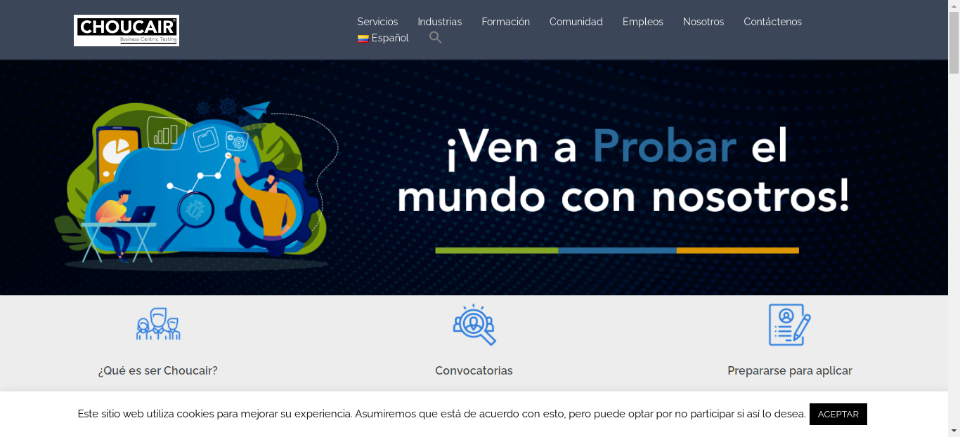 CHOUCAIR
Business Centric Testing
Servicios Industrias Formación Comunidad Empleos Nosotros Contáctenos
Español
¡Ven a Probar el
mundo con nosotros!
¿Qué es ser Choucair? Convocatorias Prepararse para aplicar
Este sitio web utiliza cookies para mejorar su experiencia. Asumiremos que está de acuerdo con esto, pero puede optar por no participar si así lo desea. ACEPTAR